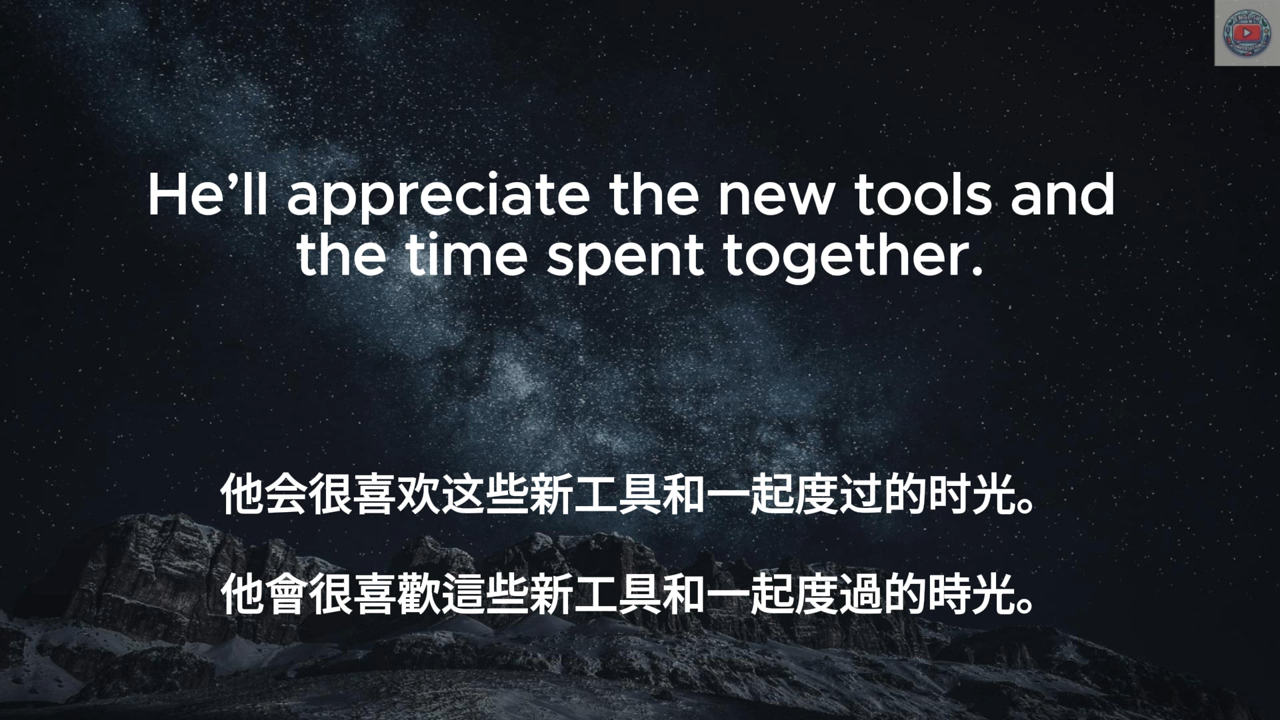 He’ll appreciate the new tools and
the time spent together.
他会很喜欢这些新工具和一起度过的时光。
他會很喜歡這些新工具和一起度過的時光。